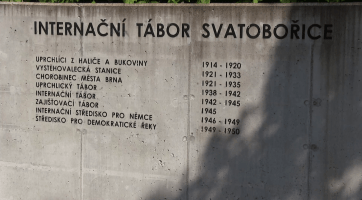 INTERNAČNÍ TÁBOR SVATOBOŘICE
UPRCHLÍCI Z HALIČE A BUKOVINY 1914 - 1920
VYSTĚHOVALECKÁ STANICE 1921 - 1933
CHOROBINEC MĚSTA BRNA 1921 - 1935
UPRCHLICKÝ TÁBOR 1938 - 1942
INTERNAČNÍ TÁBOR 1942 - 1945
ZAJIŠŤOVACÍ TÁBOR 1945
INTERNAČNÍ STŘEDISKO PRO NĚMCE 1946 - 1949
STŘEDISKO PRO DEMOKRATICKÉ ŘEKY 1949 - 1950